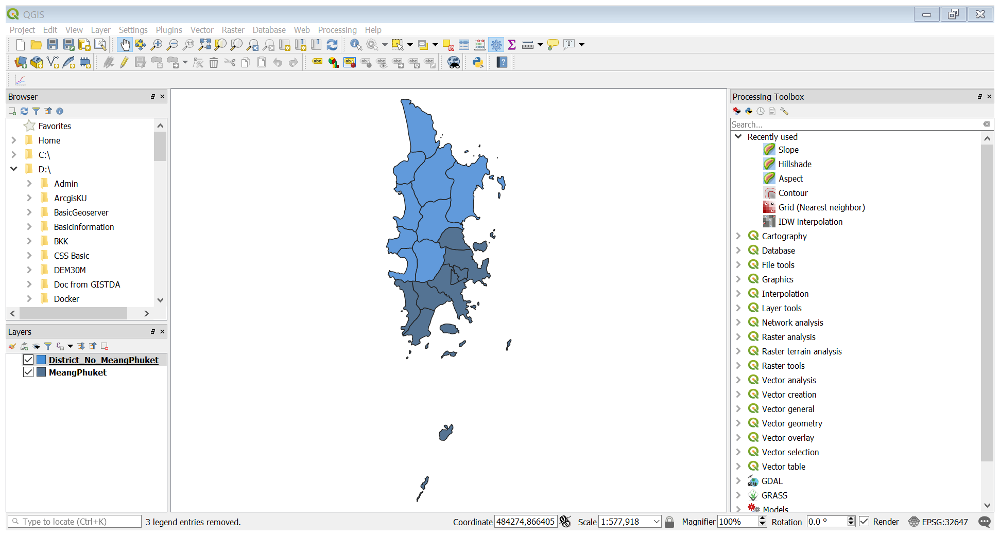 QGIS
Project Edit View Layer Settings Plugins Vector Raster Database Web Processing Help
Browser
Favorites
Home
C:\
D:\
Admin
ArcgisKU
BasicGeoserver
Basicinformation
BKK
CSS Basic
DEM30M
Doc from GISTDA
Docker
Layers
District_No_MeangPhuket
MeangPhuket
Processing Toolbox
Search...
Recently used
Slope
Hillshade
Aspect
Contour
Grid (Nearest neighbor)
IDW interpolation
Cartography
Database
File tools
Graphics
Interpolation
Layer tools
Network analysis
Raster analysis
Raster terrain analysis
Raster tools
Vector analysis
Vector creation
Vector general
Vector geometry
Vector overlay
Vector selection
Vector table
GDAL
GRASS
Models
Type to locate (Ctrl+K) 3 legend entries removed. Coordinate 484274,866405 Scale 1:577,918 Magnifier 100% Rotation 0.0 ° Render EPSG:32647